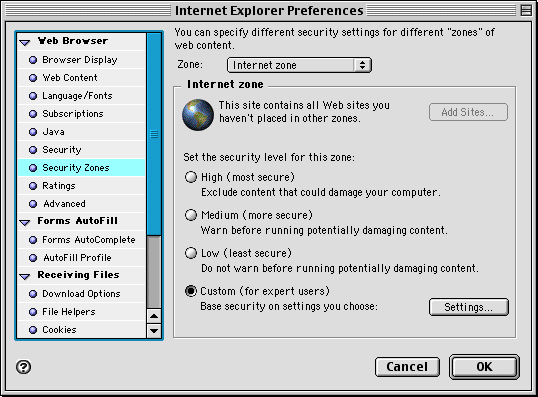 Internet Explorer Preferences
Web Browser
Browser Display
Web Content
Language/Fonts
Subscriptions
Java
Security
Security Zones
Ratings
Advanced
Forms AutoFill
Forms AutoComplete
AutoFill Profile
Receiving Files
Download Options
File Helpers
Cookies
You can specify different security settings for different "zones" of
web content.
Zone: Internet zone
Internet zone
This site contains all Web sites you
haven't placed in other zones.
Add Sites...
Set the security level for this zone:
High (most secure)
Exclude content that could damage your computer.
Medium (more secure)
Warn before running potentially damaging content.
Low (least secure)
Do not warn before running potentially damaging content.
Custom (for expert users)
Base security on settings you choose:
Settings...
?
Cancel
OK